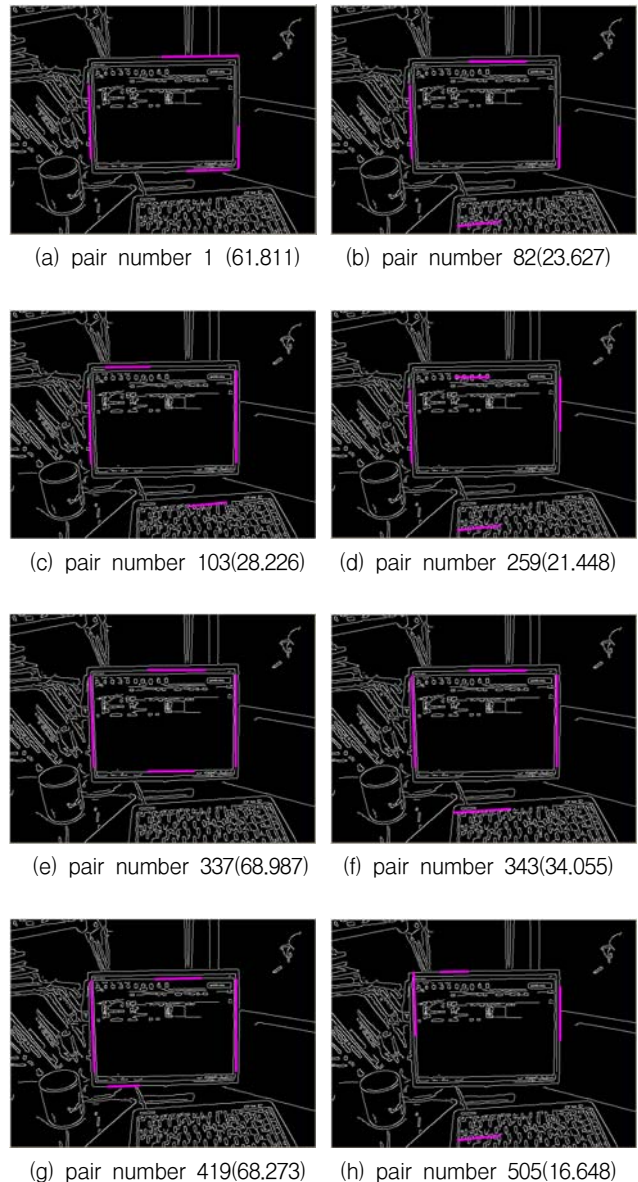 (a) pair number 1 (61.811)
(b) pair number 82(23.627)
(c) pair number 103(28.226)
(d) pair number 259(21.448)
(e) pair number 337(68.987)
(f) pair number 343(34.055)
(g) pair number 419(68.273)
(h) pair number 505(16.648)